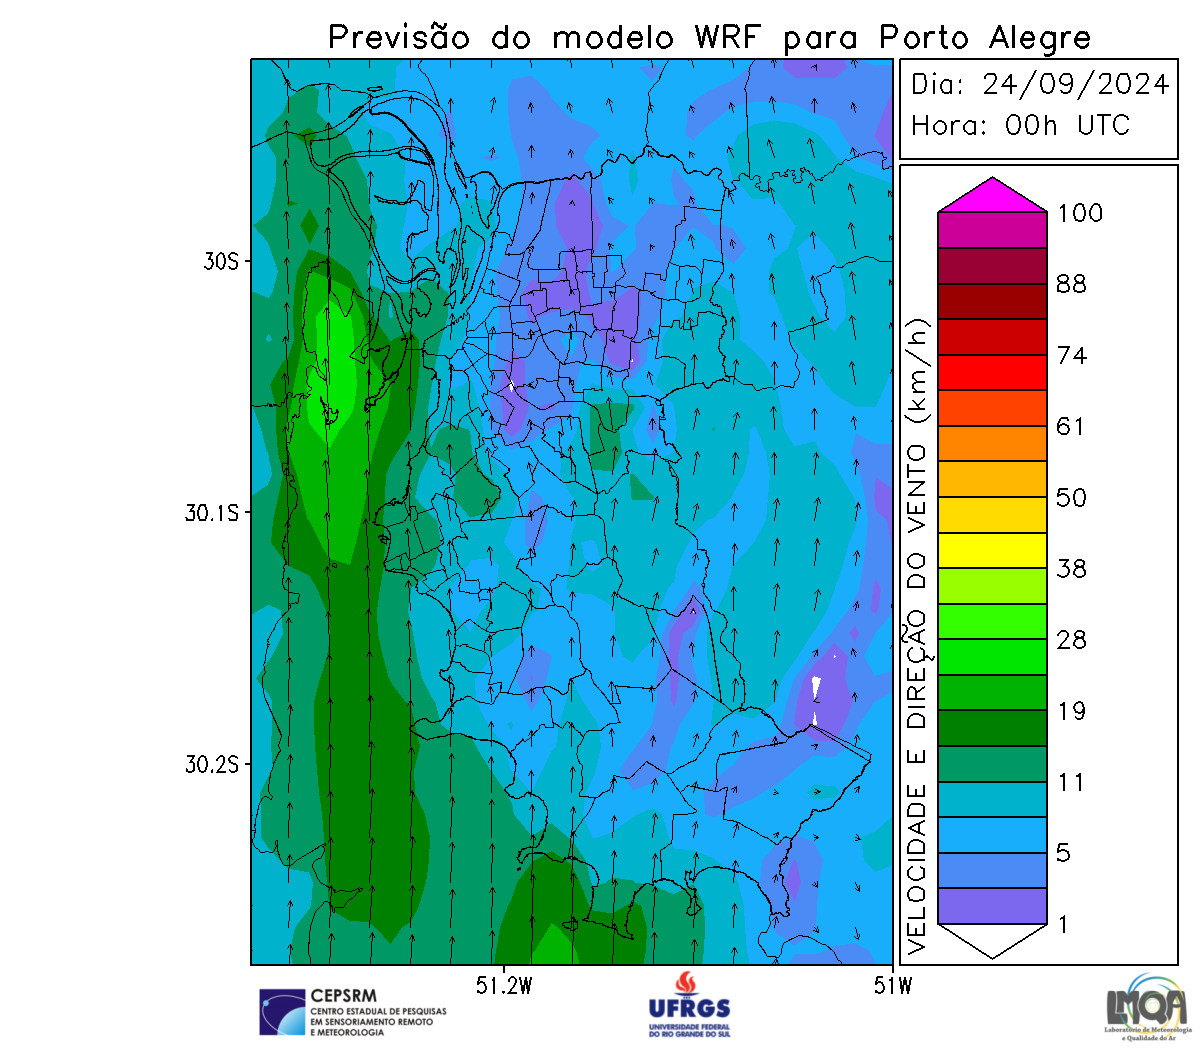 Previsão do modelo WRF para Porto Alegre
Dia: 24/09/2024
Hora: 00h UTC
VELOCIDADE E DIREÇÃO DO VENTO (km/h)
100
88
74
61
50
38
28
19
11
5
1
30S
30.1S
30.2S
51.2W
51W
CEPSRM
CENTRO ESTADUAL DE PESQUISAS
EM SENSORIAMENTO REMOTO
E METEOROLOGIA
UFRGS
UNIVERSIDADE FEDERAL
DO RIO GRANDE DO SUL
LMQA
Laboratório de Meteorologia
e Qualidade do Ar